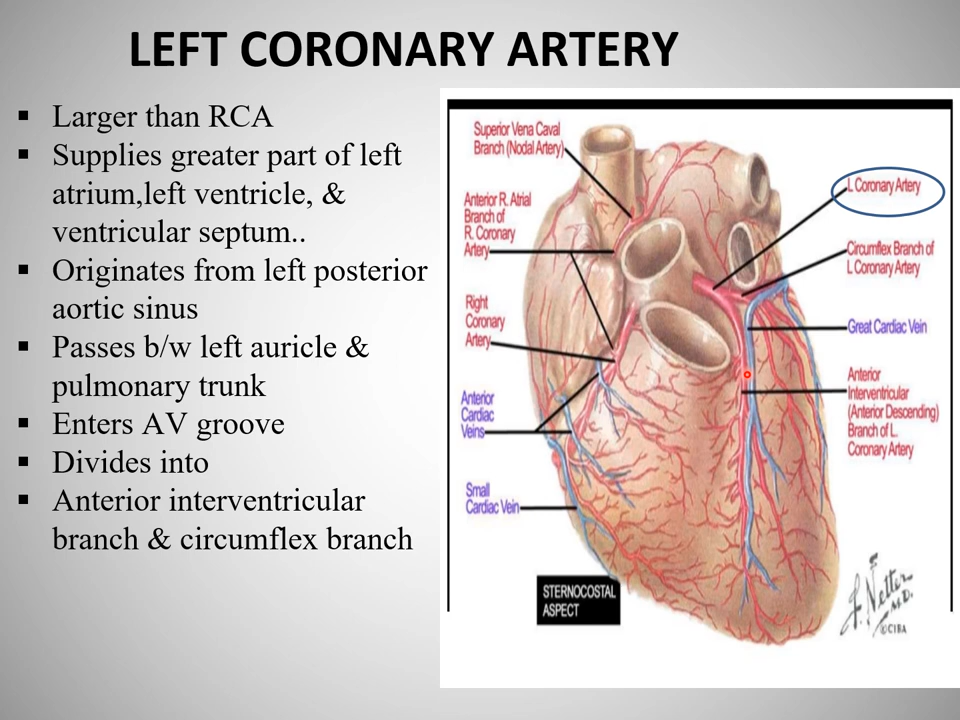 LEFT CORONARY ARTERY
▪ Larger than RCA
▪ Supplies greater part of left
atrium,left ventricle, &
ventricular septum..
▪ Originates from left posterior
aortic sinus
▪ Passes b/w left auricle &
pulmonary trunk
▪ Enters AV groove
▪ Divides into
▪ Anterior interventricular
branch & circumflex branch
Superior Vena Caval
Branch (Nodal Artery)
Anterior R. Atrial
Branch of
R. Coronary
Artery
Right
Coronary
Artery
Anterior
Cardiac
Veins
Small
Cardiac Vein
L Coronary Artery
Circumflex Branch of
L Coronary Artery
Great Cardiac Vein
Anterior
Interventricular
(Anterior Descending)
Branch of L.
Coronary Artery
STERNOCOSTAL
ASPECT
F. Netter
M.D.
©CIBA